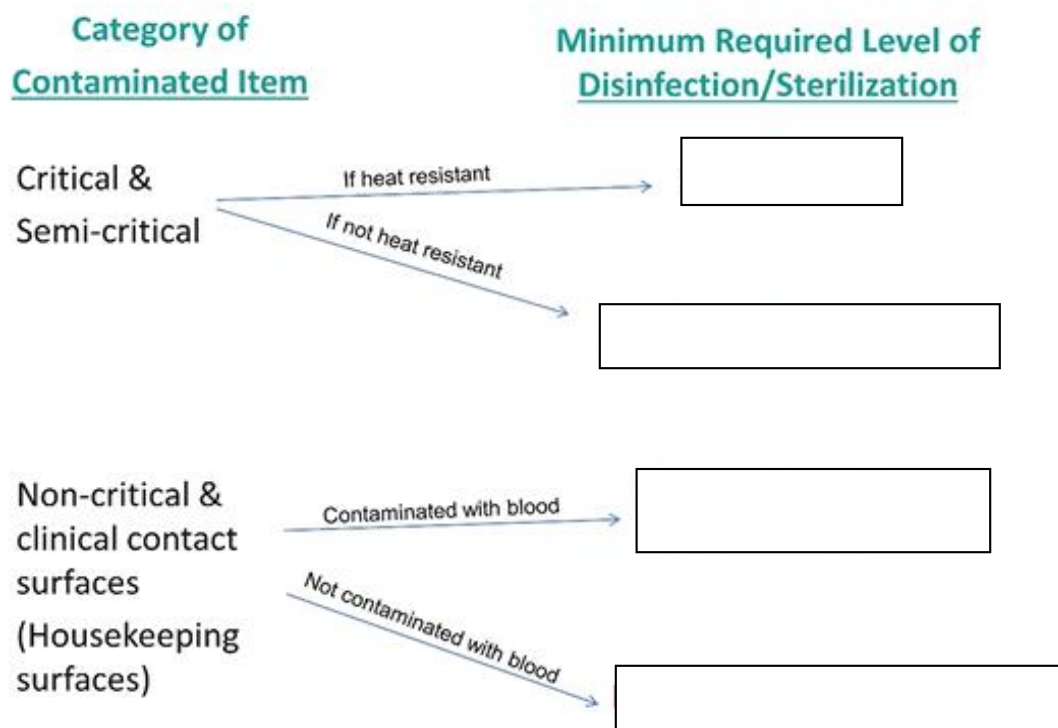 Category of
Contaminated Item
Minimum Required Level of
Disinfection/Sterilization
Critical &
Semi-critical
If heat resistant
If not heat resistant
Non-critical &
clinical contact
surfaces
(Housekeeping
surfaces)
Contaminated with blood
Not contaminated with blood